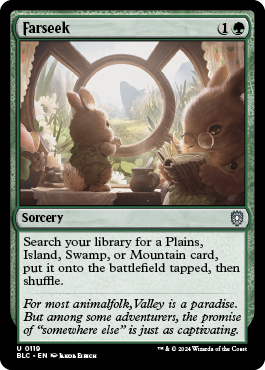 Farseek 1
Sorcery
Search your library for a Plains,
Island, Swamp, or Mountain card,
put it onto the battlefield tapped, then
shuffle.
For most animalfolk, Valley is a paradise.
But among some adventurers, the promise
of “somewhere else” is just as captivating.
U 0119
BLC • EN Jakob Eirich
™ & © 2024 Wizards of the Coast